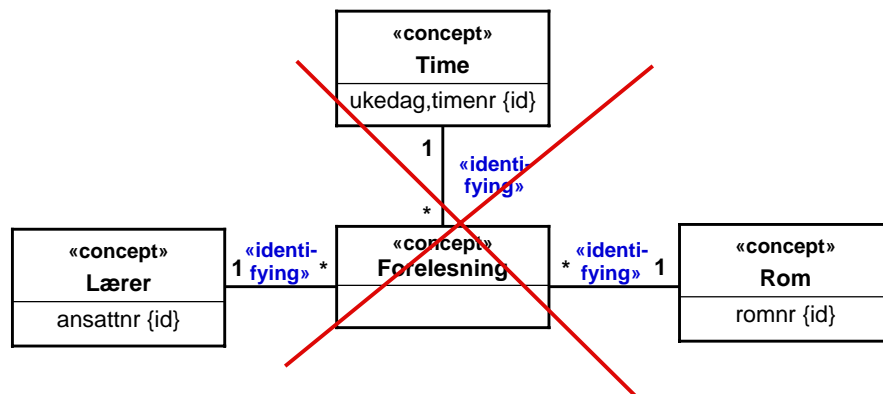 «concept»
Time
ukedag,timenr {id}
1
«identi-
fying»
*
«concept»
Lærer
ansattnr {id}
1
«identi-
fying»
*
«concept»
Forelesning
*
«identi-
fying»
1
«concept»
Rom
romnr {id}